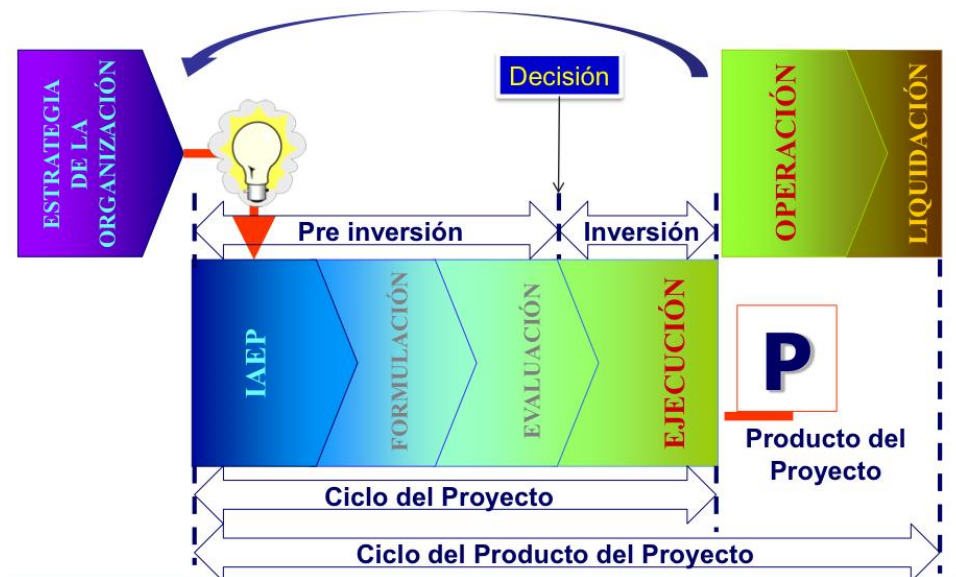 ESTRATEGIA
DE LA
ORGANIZACIÓN
Decisión
OPERACIÓN
LIQUIDACIÓN
Pre inversión
Inversión
IAEP
FORMULACIÓN
EVALUACIÓN
EJECUCIÓN
P
Producto del
Proyecto
Ciclo del Proyecto
Ciclo del Producto del Proyecto